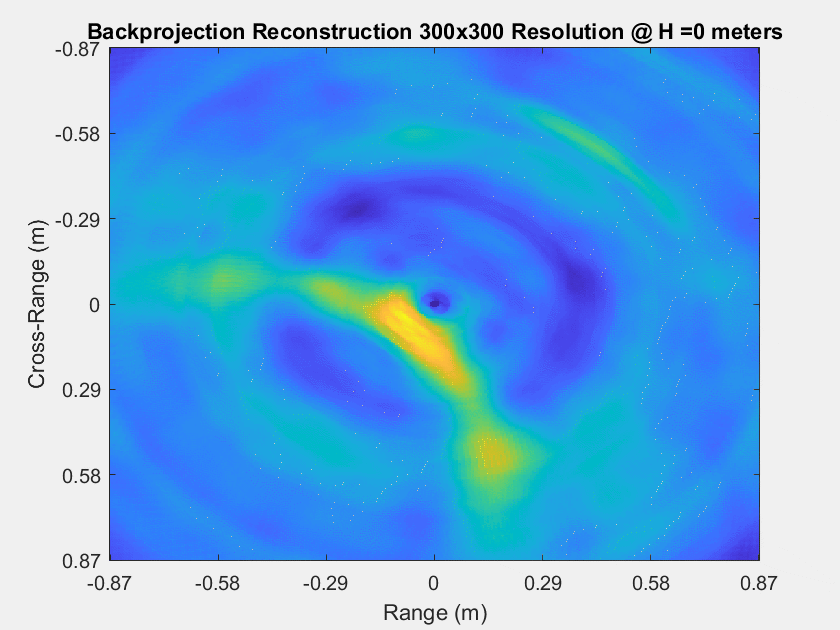 Backprojection Reconstruction 300x300 Resolution @ H =0 meters
-0.87
-0.58
-0.29
0
0.29
0.58
0.87
Cross-Range (m)
-0.87 -0.58 -0.29 0 0.29 0.58 0.87
Range (m)